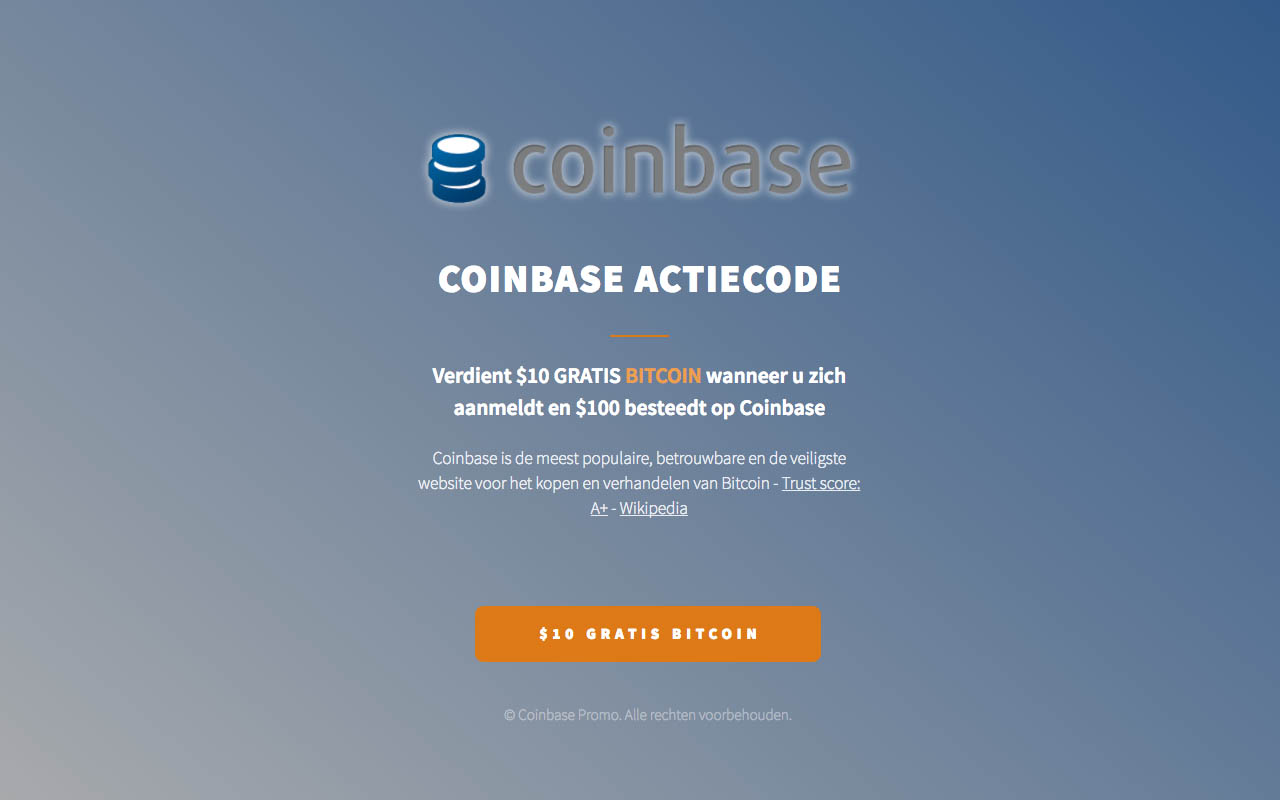 coinbase
COINBASE ACTIECODE
Verdient $10 GRATIS BITCOIN wanneer u zich
aanmeldt en $100 besteedt op Coinbase
Coinbase is de meest populaire, betrouwbare en de veiligste
website voor het kopen en verhandelen van Bitcoin - Trust score:
A+ - Wikipedia
$10 GRATIS BITCOIN
© Coinbase Promo. Alle rechten voorbehouden.